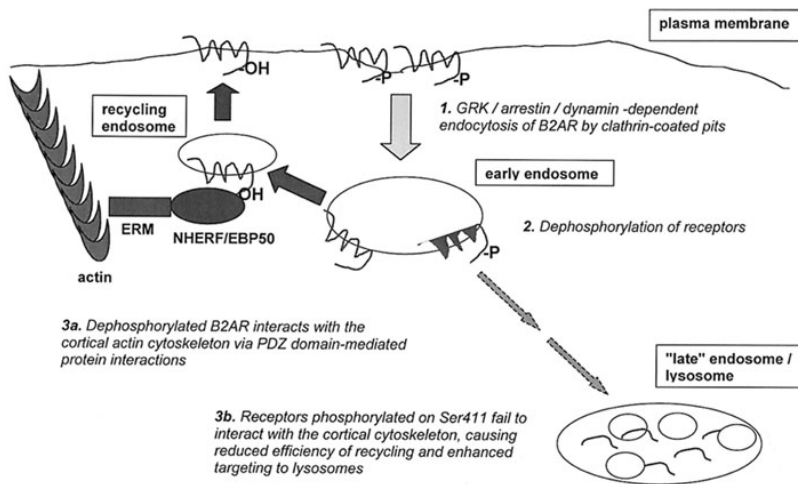 plasma membrane
-OH
-P
-P
recycling
endosome
1. GRK / arrestin / dynamin -dependent
endocytosis of B2AR by clathrin-coated pits
early endosome
OH
ERM
NHERF/EBP50
actin
-P
2. Dephosphorylation of receptors
3a. Dephosphorylated B2AR interacts with the
cortical actin cytoskeleton via PDZ domain-mediated
protein interactions
"late" endosome /
lysosome
3b. Receptors phosphorylated on Ser411 fail to
interact with the cortical cytoskeleton, causing
reduced efficiency of recycling and enhanced
targeting to lysosomes